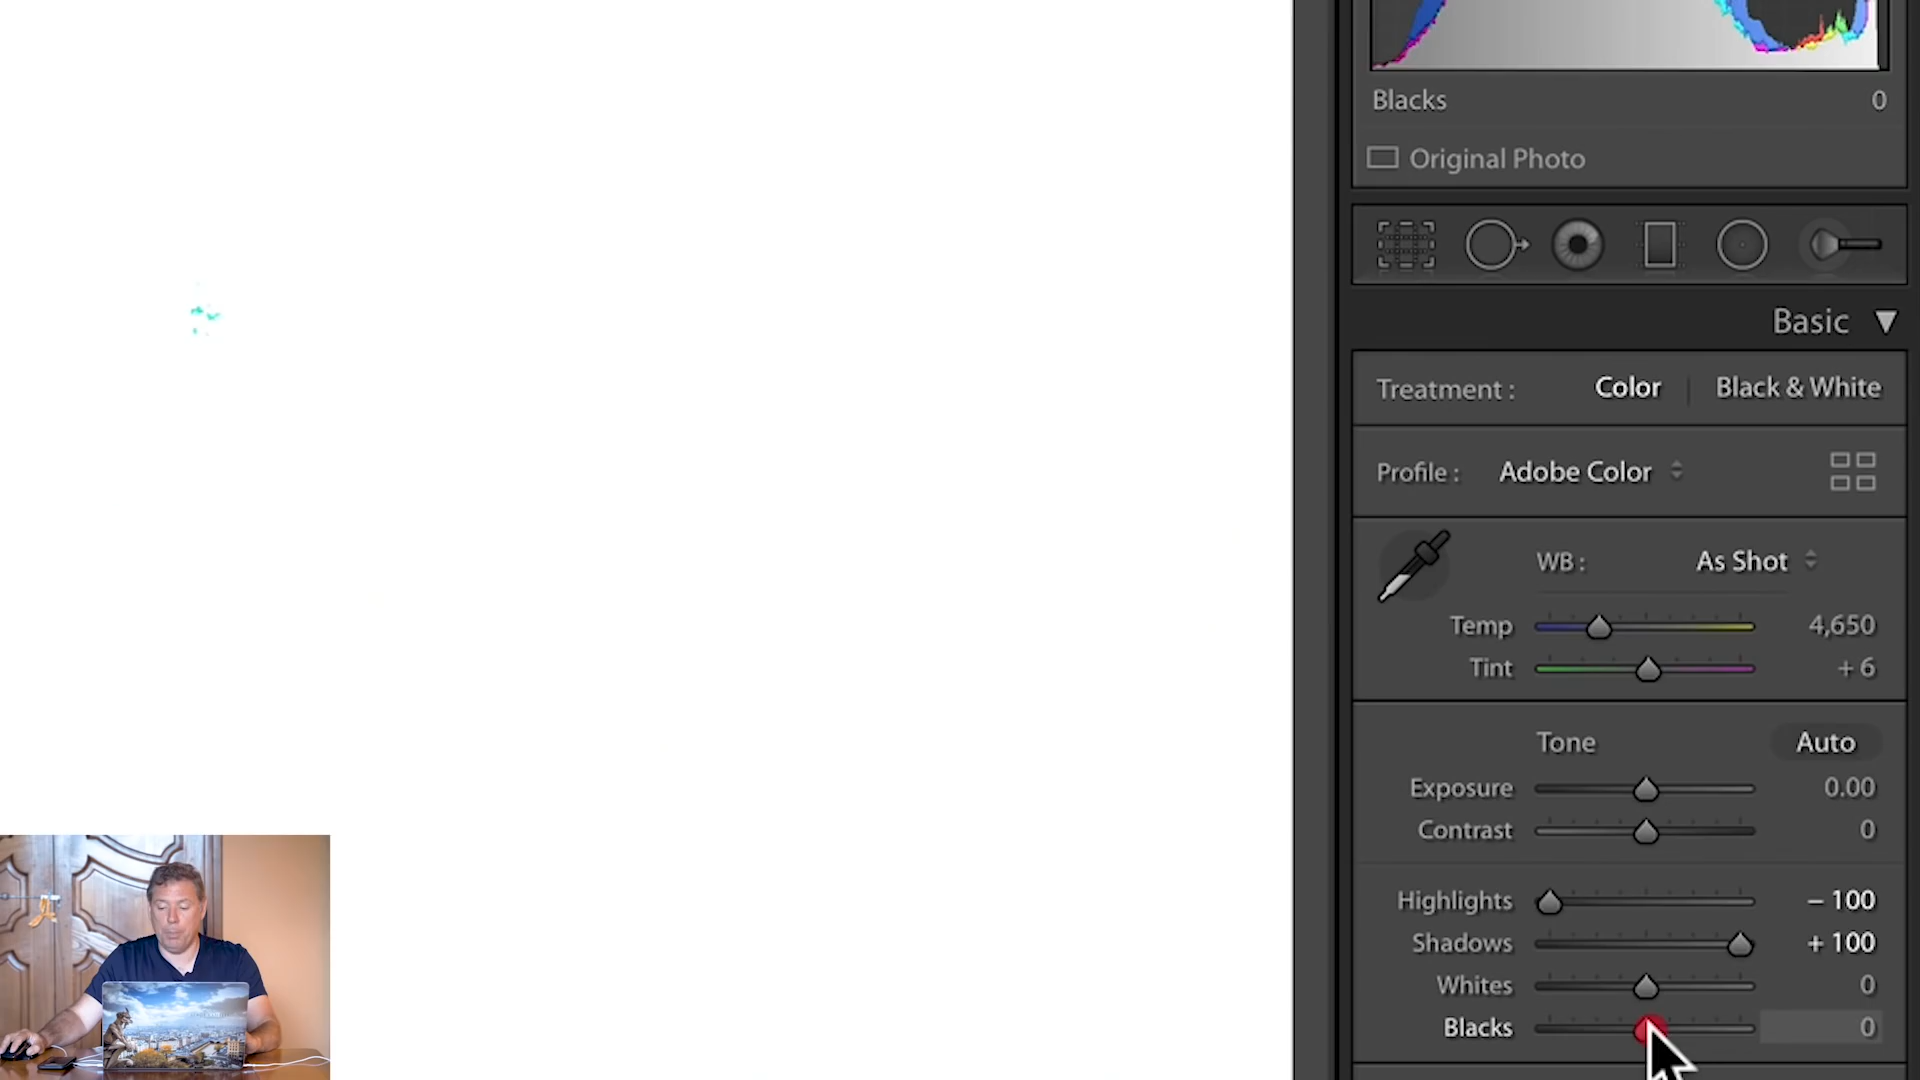 Blacks 0
Original Photo
Basic ▼
Treatment : Color | Black & White
Profile : Adobe Color
WB : As Shot
Temp 4,650
Tint + 6
Tone Auto
Exposure 0.00
Contrast 0
Highlights – 100
Shadows + 100
Whites 0
Blacks 0